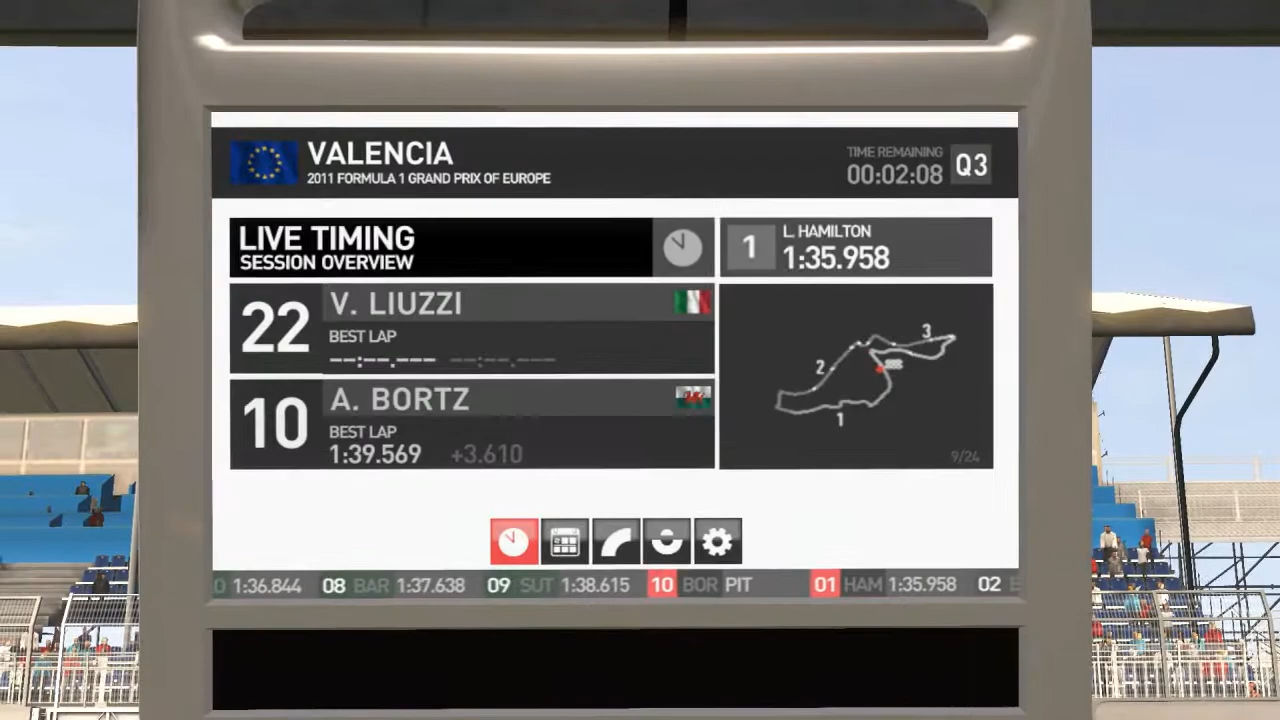 VALENCIA
2011 FORMULA 1 GRAND PRIX OF EUROPE
TIME REMAINING
00:02:08
Q3
LIVE TIMING
SESSION OVERVIEW
1
L. HAMILTON
1:35.958
22
V. LIUZZI
BEST LAP
--:--.--- --:--.---
10
A. BORTZ
BEST LAP
1:39.569 +3.610
3
2
1
9/24
0 1:36.844 08 BAR 1:37.638 09 SUT 1:38.615 10 BOR PIT 01 HAM 1:35.958 02